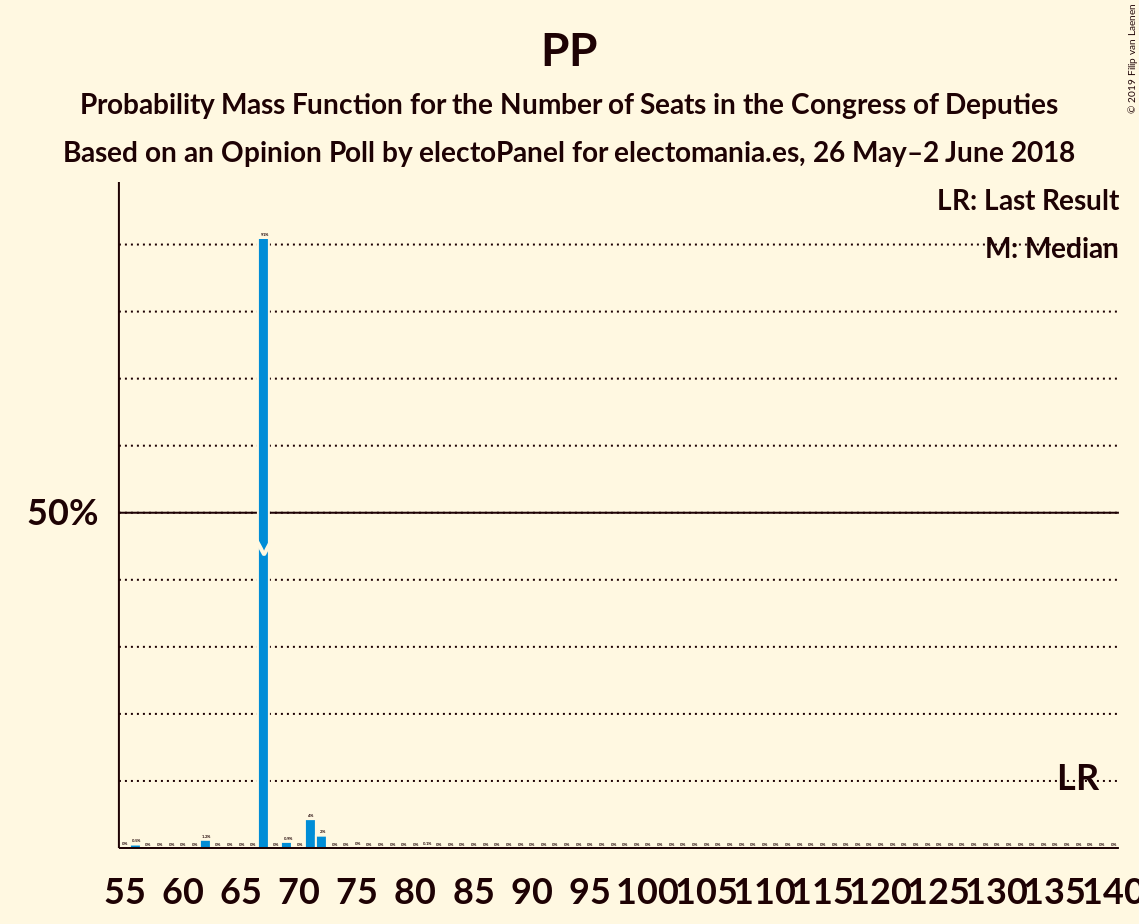 PP
Probability Mass Function for the Number of Seats in the Congress of Deputies
Based on an Opinion Poll by electoPanel for electomania.es, 26 May–2 June 2018
© 2019 Filip van Laenen
LR: Last Result
M: Median
50%
LR
55 60 65 70 75 80 85 90 95 100 105 110 115 120 125 130 135 140